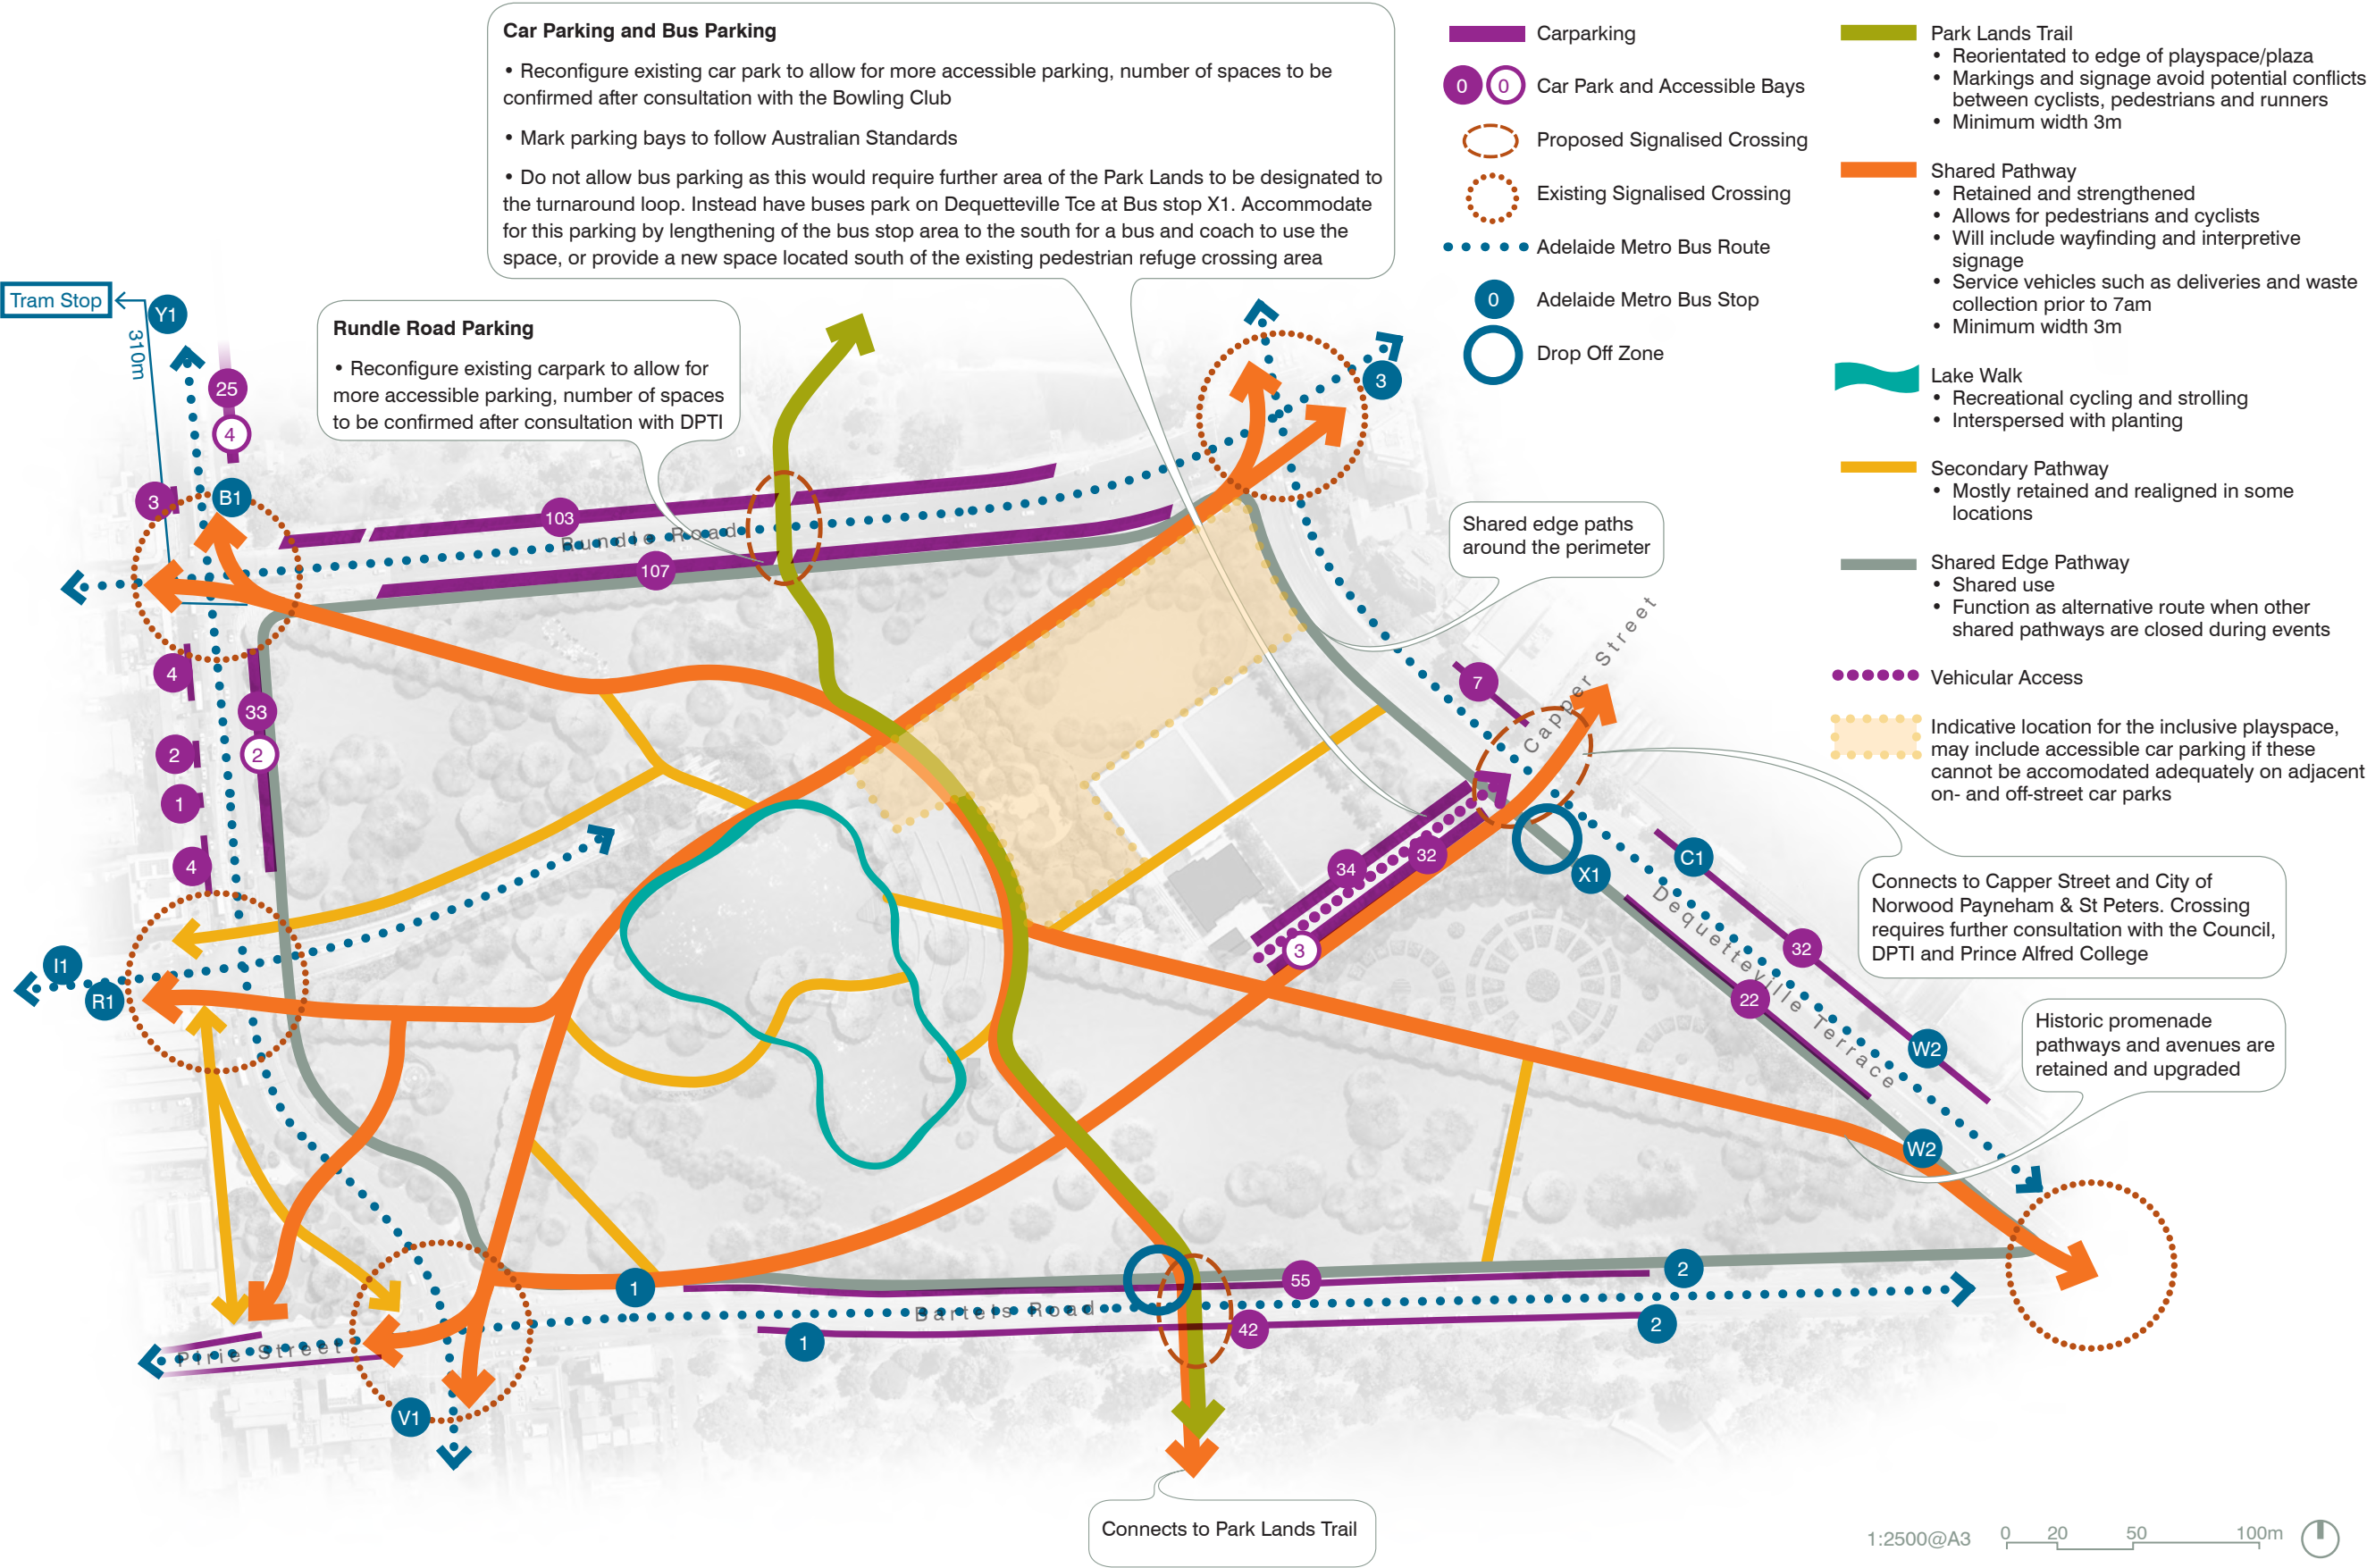 Car Parking and Bus Parking
• Reconfigure existing car park to allow for more accessible parking, number of spaces to be
confirmed after consultation with the Bowling Club
• Mark parking bays to follow Australian Standards
• Do not allow bus parking as this would require further area of the Park Lands to be designated to
the turnaround loop. Instead have buses park on Dequetteville Tce at Bus stop X1. Accommodate
for this parking by lengthening of the bus stop area to the south for a bus and coach to use the
space, or provide a new space located south of the existing pedestrian refuge crossing area
Carparking
0 0 Car Park and Accessible Bays
Proposed Signalised Crossing
Existing Signalised Crossing
Adelaide Metro Bus Route
0 Adelaide Metro Bus Stop
Drop Off Zone
Park Lands Trail
• Reorientated to edge of playspace/plaza
• Markings and signage avoid potential conflicts
between cyclists, pedestrians and runners
• Minimum width 3m
Shared Pathway
• Retained and strengthened
• Allows for pedestrians and cyclists
• Will include wayfinding and interpretive
signage
• Service vehicles such as deliveries and waste
collection prior to 7am
• Minimum width 3m
Lake Walk
• Recreational cycling and strolling
• Interspersed with planting
Secondary Pathway
• Mostly retained and realigned in some
locations
Shared Edge Pathway
• Shared use
• Function as alternative route when other
shared pathways are closed during events
Vehicular Access
Indicative location for the inclusive playspace,
may include accessible car parking if these
cannot be accomodated adequately on adjacent
on- and off-street car parks
Tram Stop
Y1
310m
Rundle Road Parking
• Reconfigure existing carpark to allow for
more accessible parking, number of spaces
to be confirmed after consultation with DPTI
25
4
3
B1
3
103
Rundle Road
107
Shared edge paths
around the perimeter
4
33
2
2
1
4
7
Capper Street
34
32
3
X1
C1
Dequetteville Terrace
32
22
W2
W2
Connects to Capper Street and City of
Norwood Payneham & St Peters. Crossing
requires further consultation with the Council,
DPTI and Prince Alfred College
Historic promenade
pathways and avenues are
retained and upgraded
I1
R1
1
55
2
Bartels Road
1
42
2
Pirie Street
V1
Connects to Park Lands Trail
1:2500@A3
0 20 50 100m